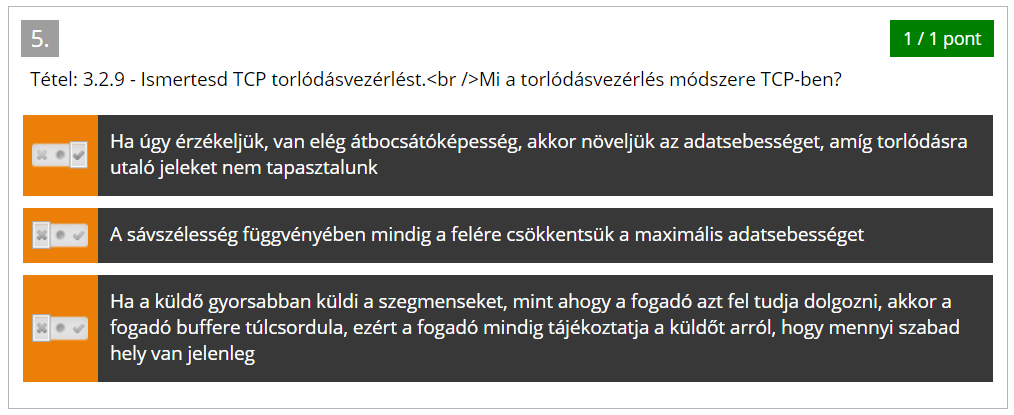 5.
1 / 1 pont
Tétel: 3.2.9 - Ismertesd TCP torlódásvezérlést.<br />Mi a torlódásvezérlés módszere TCP-ben?
Ha úgy érzékeljük, van elég átbocsátóképesség, akkor növeljük az adatsebességet, amíg torlódásra
utaló jeleket nem tapasztalunk
A sávszélesség függvényében mindig a felére csökkentsük a maximális adatsebességet
Ha a küldő gyorsabban küldi a szegmenseket, mint ahogy a fogadó azt fel tudja dolgozni, akkor a
fogadó buffere túlcsordula, ezért a fogadó mindig tájékoztatja a küldőt arról, hogy mennyi szabad
hely van jelenleg